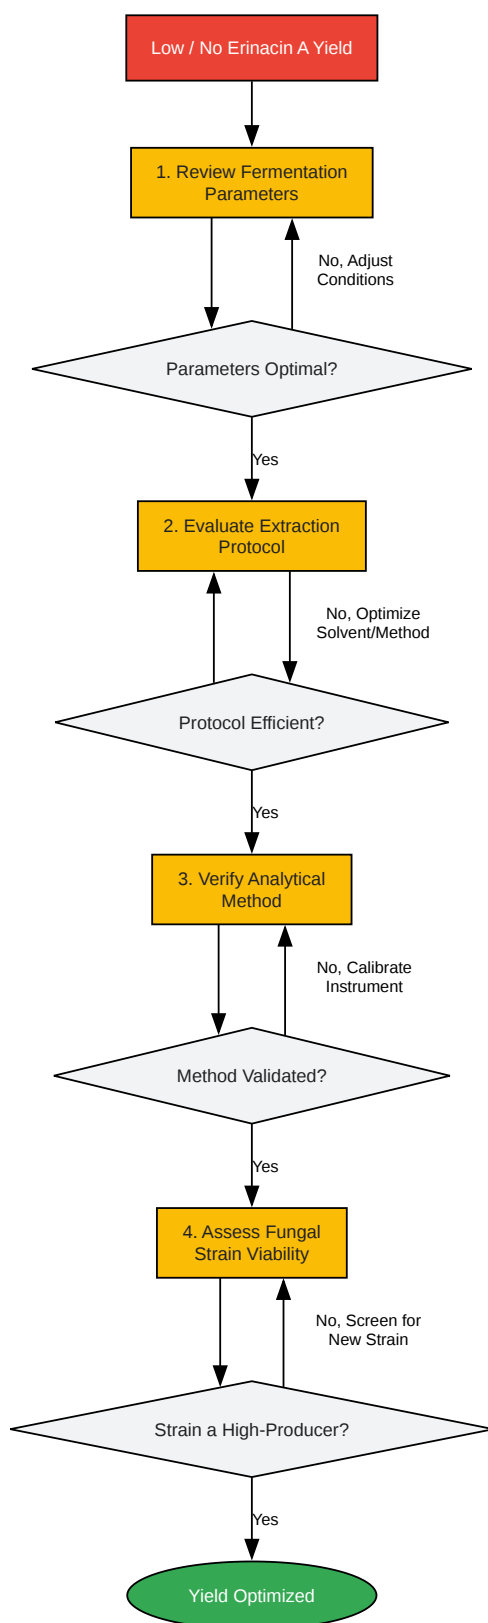 Low / No Erinacin A Yield
1. Review Fermentation
Parameters
No, Adjust
Conditions
Parameters Optimal?
Yes
2. Evaluate Extraction
Protocol
No, Optimize
Solvent/Method
Protocol Efficient?
Yes
3. Verify Analytical
Method
No, Calibrate
Instrument
Method Validated?
Yes
4. Assess Fungal
Strain Viability
No, Screen for
New Strain
Strain a High-Producer?
Yes
Yield Optimized